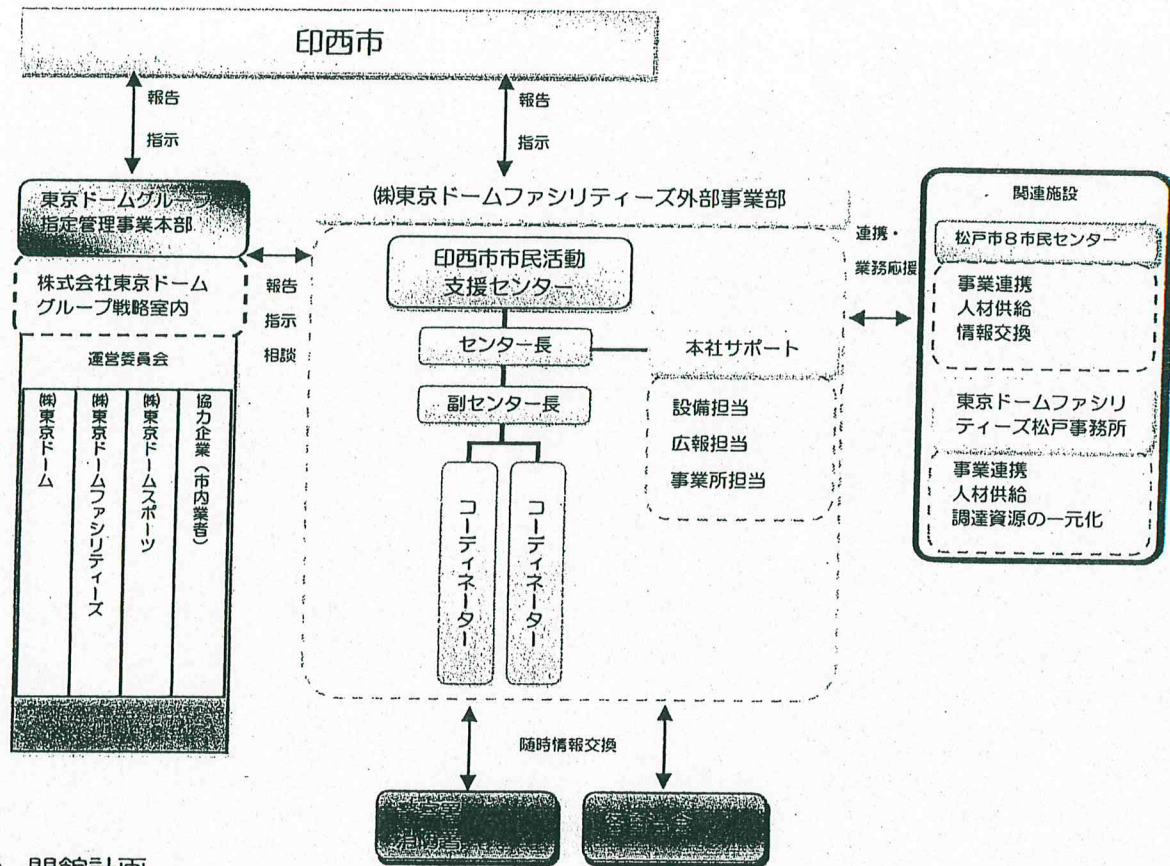 印西市
報告
指示
報告
指示
東京ドームグループ
指定管理事業本部
株式会社東京ドーム
グループ戦略室内
運営委員会
㈱東京ドーム
㈱東京ドームファシリティーズ
㈱東京ドームスポーツ
協力企業(市内業者)
報告
指示
相談
㈱東京ドームファシリティーズ外部事業部
印西市市民活動
支援センター
センター長
副センター長
コーディネーター
コーディネーター
本社サポート
設備担当
広報担当
事業所担当
連携・
業務応援
関連施設
松戸市8市民センター
事業連携
人材供給
情報交換
東京ドームファシリ
ティーズ松戸事務所
事業連携
人材供給
調達資源の一元化
随時情報交換
消防署
開館計画